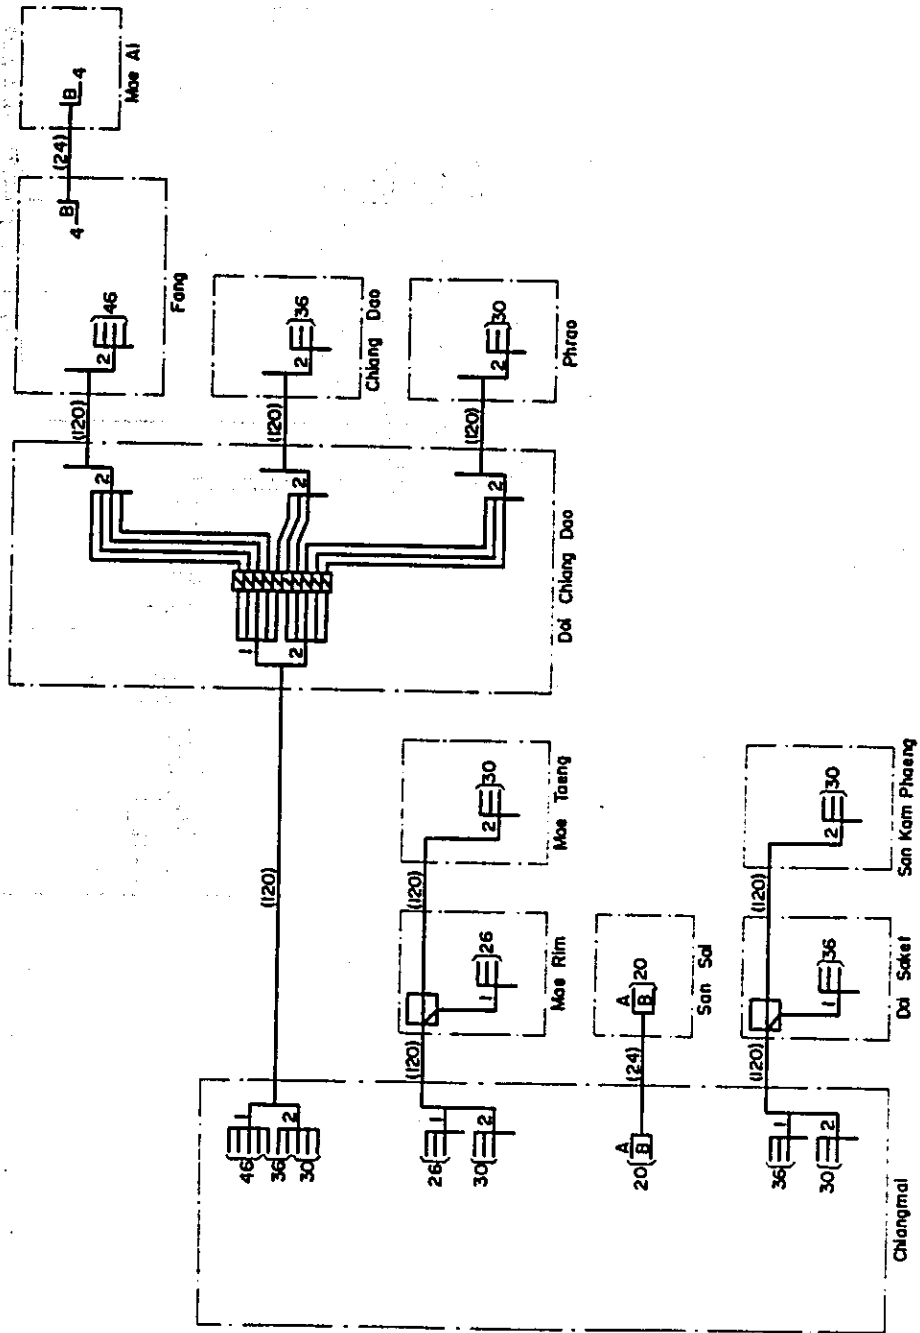 Mae Ai
B 4
(24)
B
4
Fang
2
46
(120)
2
Chiang Dao
2
36
(120)
2
Phrao
2
30
(120)
2
Doi Chiang Dao
1
2
(120)
Mae Taeng
2
30
(120)
Mae Rim
1
26
(120)
San Sai
A
B
20
(24)
San Kam Phaeng
2
30
(120)
Doi Saket
1
36
(120)
Chiangmai
1
2
46
36
30
1
26
2
30
A
B
20
1
36
2
30